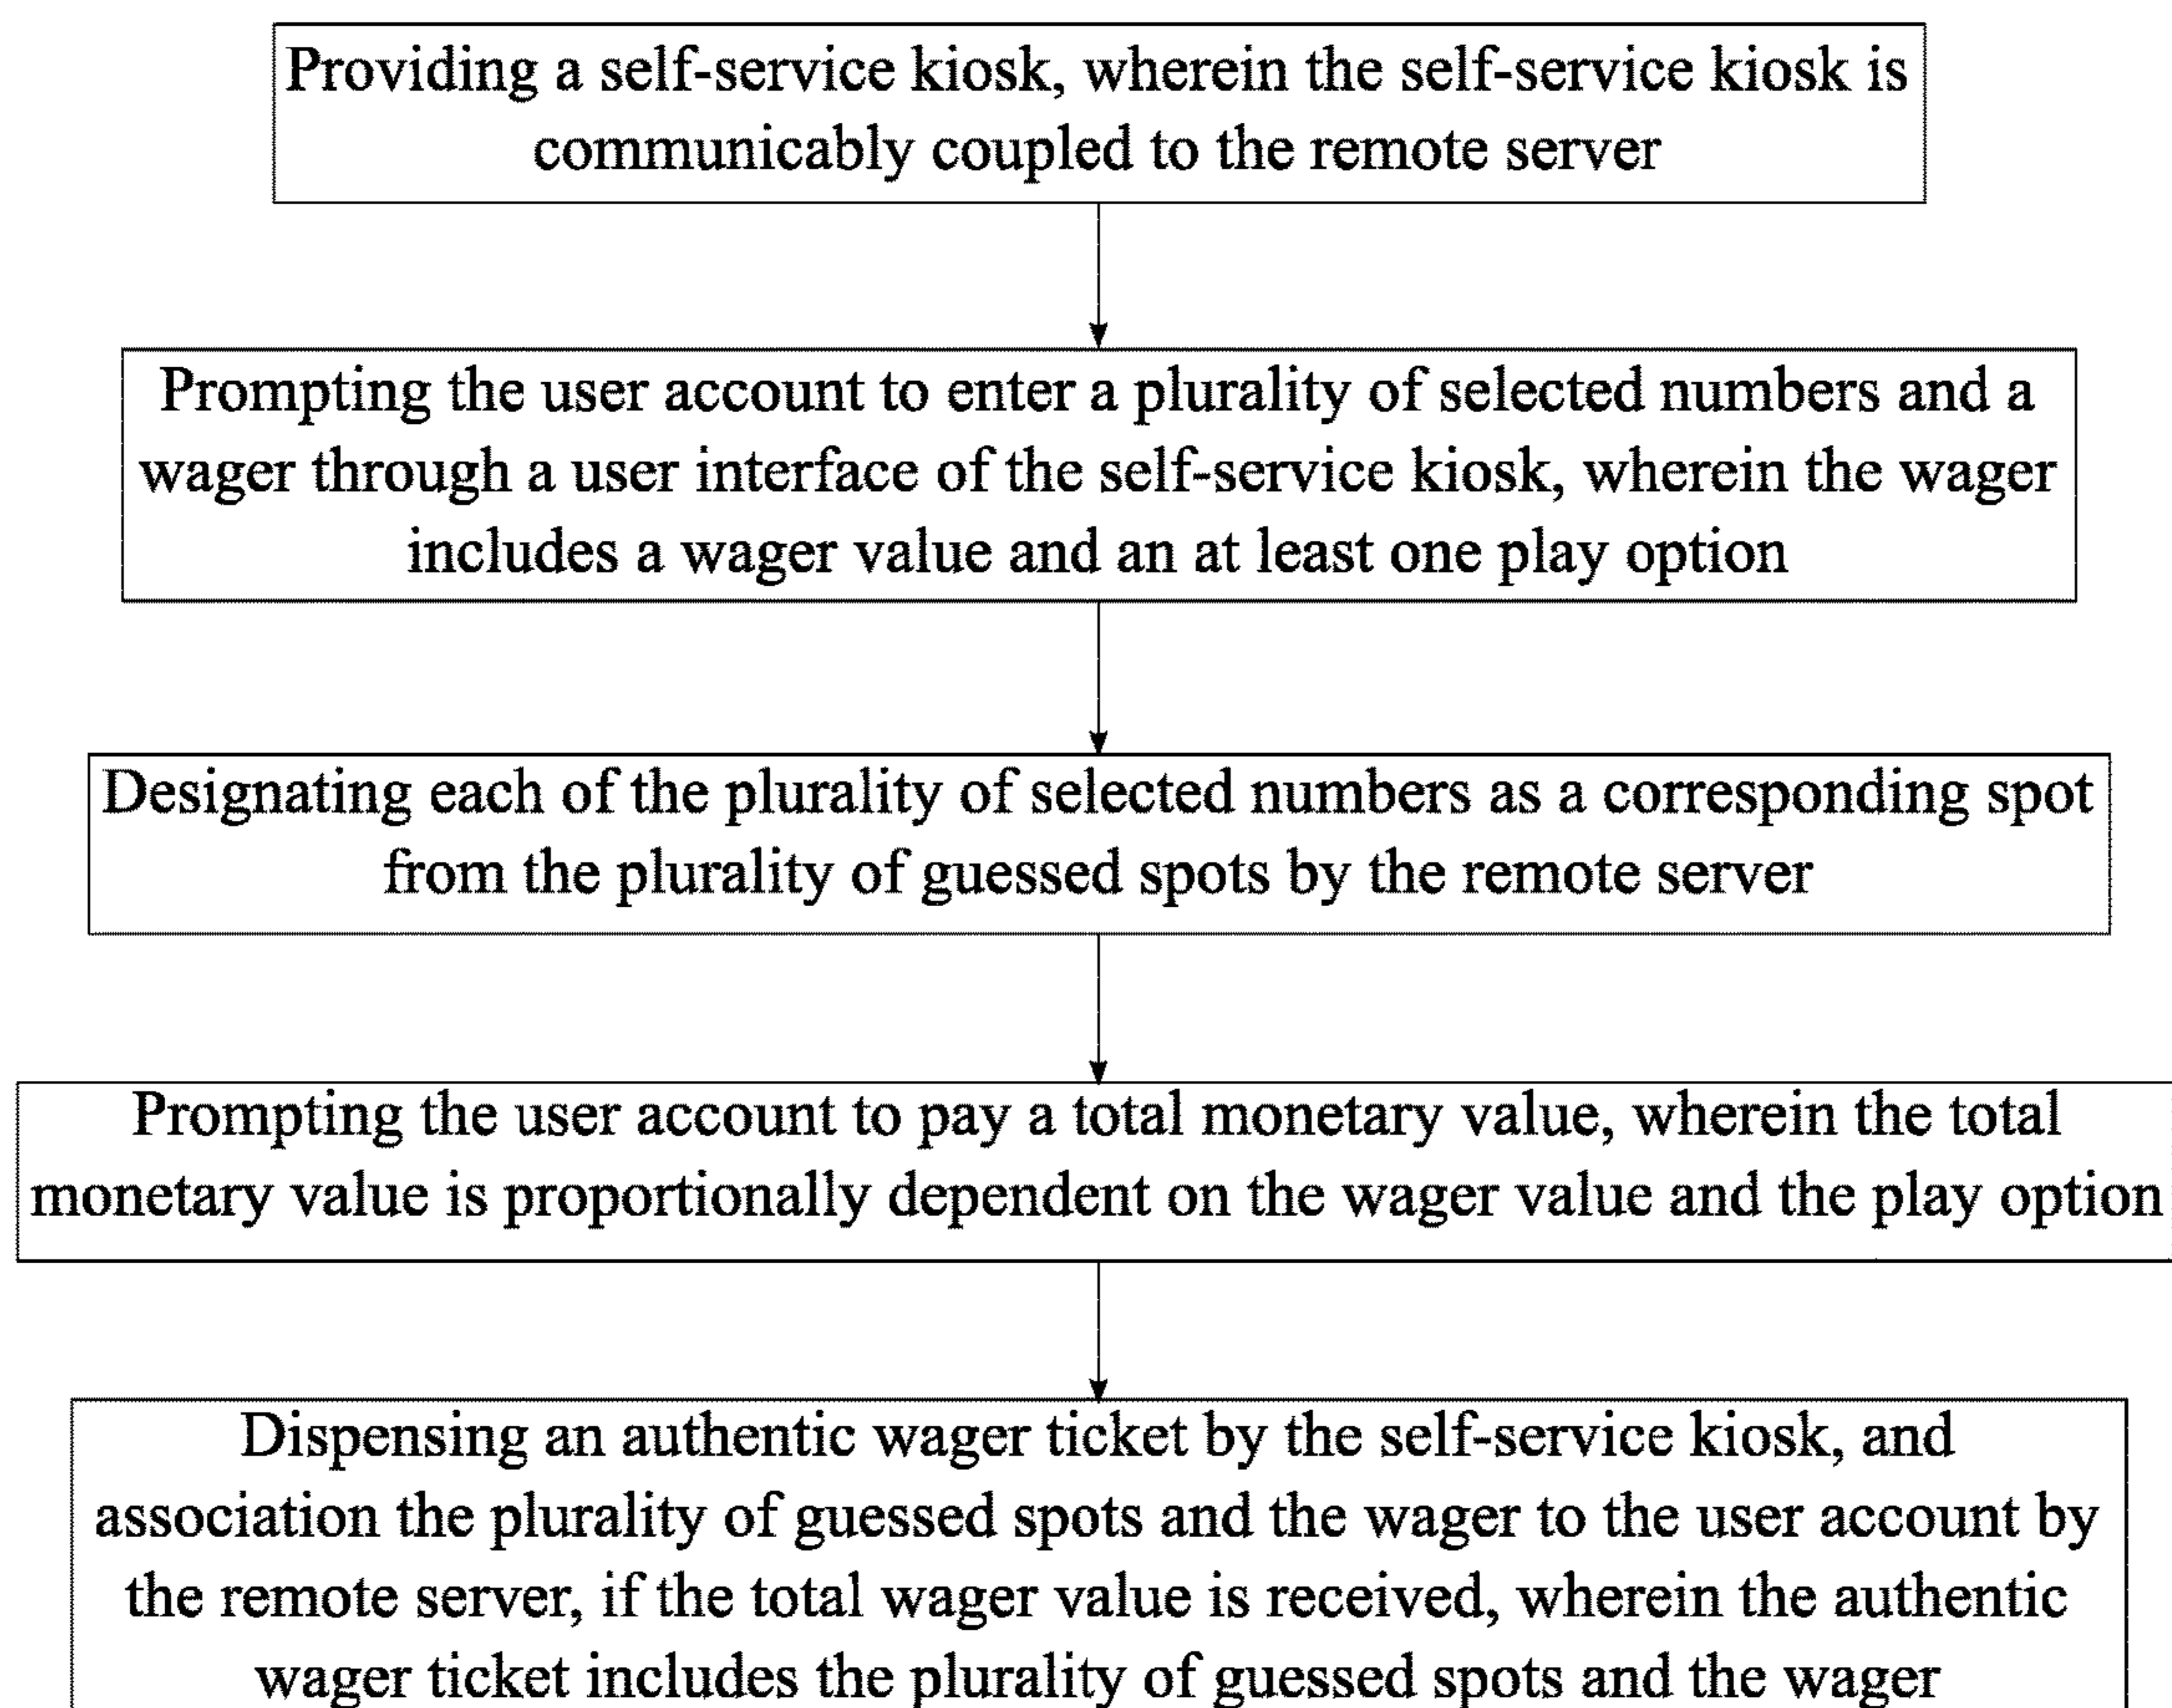 Providing a self-service kiosk, wherein the self-service kiosk is
communicably coupled to the remote server
Prompting the user account to enter a plurality of selected numbers and a
wager through a user interface of the self-service kiosk, wherein the wager
includes a wager value and an at least one play option
Designating each of the plurality of selected numbers as a corresponding spot
from the plurality of guessed spots by the remote server
Prompting the user account to pay a total monetary value, wherein the total
monetary value is proportionally dependent on the wager value and the play option
Dispensing an authentic wager ticket by the self-service kiosk, and
association the plurality of guessed spots and the wager to the user account by
the remote server, if the total wager value is received, wherein the authentic
wager ticket includes the plurality of guessed spots and the wager